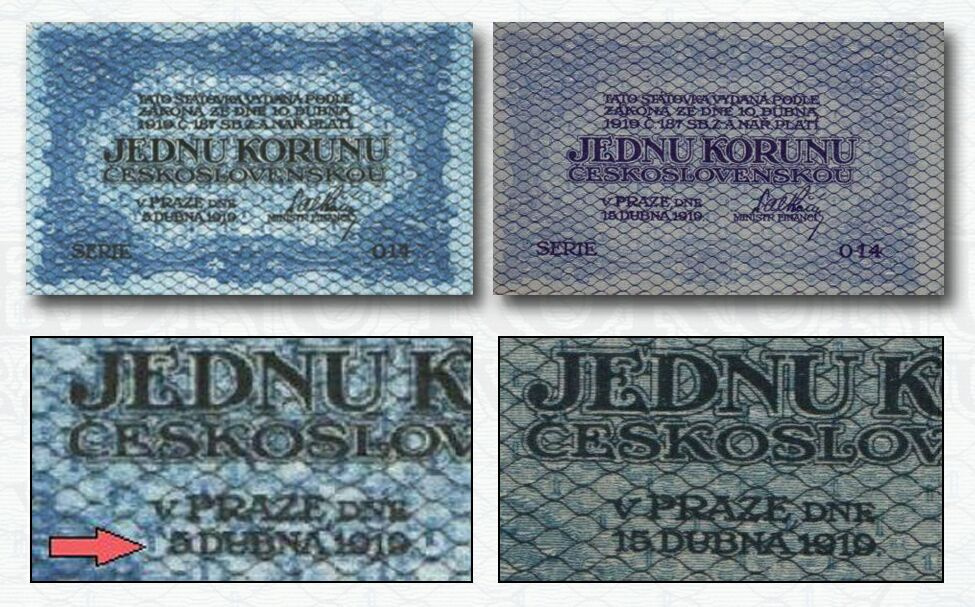 TATO STÁTOVKA VYDANÁ PODLE
ZÁKONA ZE DNE 10. DUBNA
1919 Č. 187 SB.Z.A NAŘ. PLATÍ
JEDNU KORUNU
ČESKOSLOVENSKOU
V PRAZE DNE
5 DUBNA 1919.
MINISTR FINANCÍ
SERIE 014
TATO STÁTOVKA VYDANÁ PODLE
ZÁKONA ZE DNE 10. DUBNA
1919 Č. 187 SB.Z.A NAŘ. PLATÍ
JEDNU KORUNU
ČESKOSLOVENSKOU
V PRAZE DNE
15 DUBNA 1919.
MINISTR FINANCÍ
SERIE 014
JEDNU K
ČESKOSLOV
V PRAZE DNE
5 DUBNA 1919.
JEDNU K
ČESKOSLOV
V PRAZE DNE
15 DUBNA 1919.